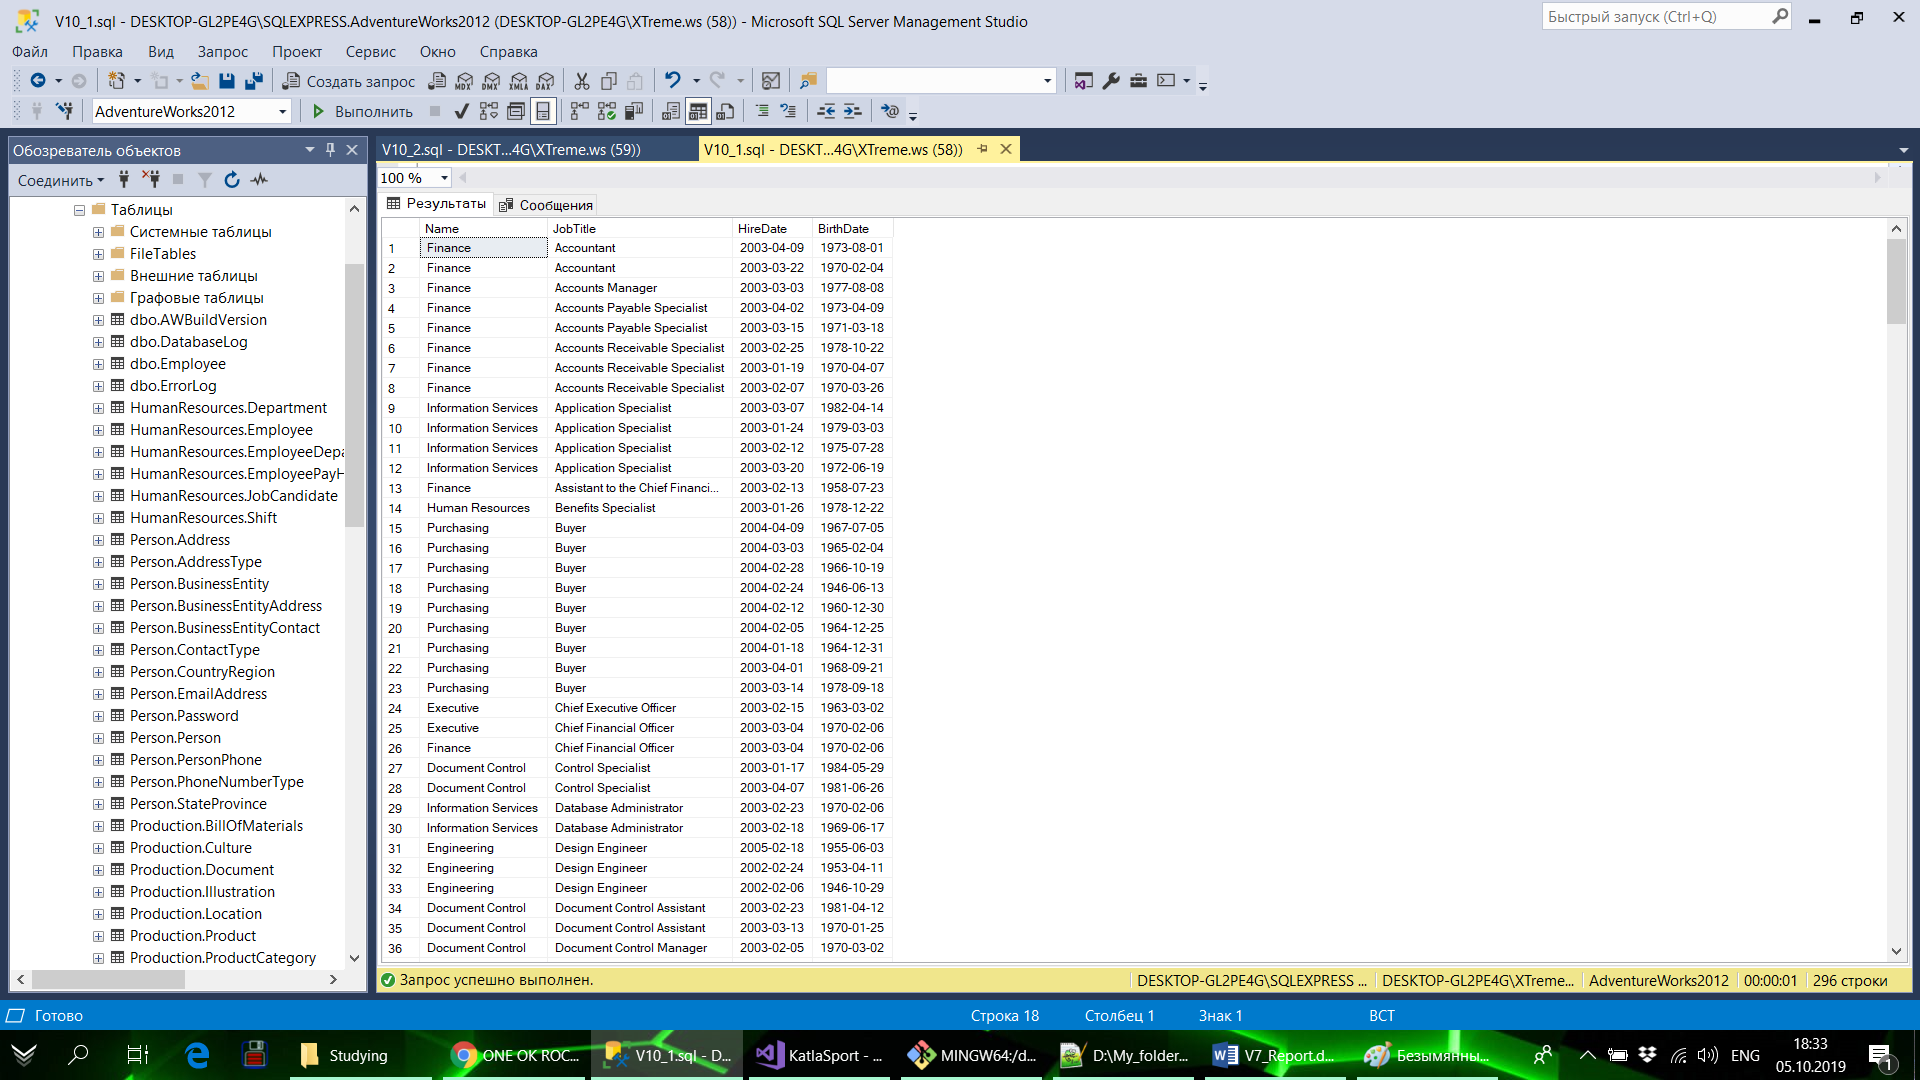 V10_1.sql - DESKTOP-GL2PE4G\SQLEXPRESS.AdventureWorks2012 (DESKTOP-GL2PE4G\XTreme.ws (58)) - Microsoft SQL Server Management Studio
Быстрый запуск (Ctrl+Q)
Файл Правка Вид Запрос Проект Сервис Окно Справка
Создать запрос MDX DMX XMLA DAX
AdventureWorks2012 Выполнить
Обозреватель объектов
V10_2.sql - DESKT...4G\XTreme.ws (59)) V10_1.sql - DESKT...4G\XTreme.ws (58))
Соединить
100 %
Результаты Сообщения
Таблицы
Системные таблицы
FileTables
Внешние таблицы
Графовые таблицы
dbo.AWBuildVersion
dbo.DatabaseLog
dbo.Employee
dbo.ErrorLog
HumanResources.Department
HumanResources.Employee
HumanResources.EmployeeDepa
HumanResources.EmployeePayH
HumanResources.JobCandidate
HumanResources.Shift
Person.Address
Person.AddressType
Person.BusinessEntity
Person.BusinessEntityAddress
Person.BusinessEntityContact
Person.ContactType
Person.CountryRegion
Person.EmailAddress
Person.Password
Person.Person
Person.PersonPhone
Person.PhoneNumberType
Person.StateProvince
Production.BillOfMaterials
Production.Culture
Production.Document
Production.Illustration
Production.Location
Production.Product
Production.ProductCategory
Name JobTitle HireDate BirthDate
1 Finance Accountant 2003-04-09 1973-08-01
2 Finance Accountant 2003-03-22 1970-02-04
3 Finance Accounts Manager 2003-03-03 1977-08-08
4 Finance Accounts Payable Specialist 2003-04-02 1973-04-09
5 Finance Accounts Payable Specialist 2003-03-15 1971-03-18
6 Finance Accounts Receivable Specialist 2003-02-25 1978-10-22
7 Finance Accounts Receivable Specialist 2003-01-19 1970-04-07
8 Finance Accounts Receivable Specialist 2003-02-07 1970-03-26
9 Information Services Application Specialist 2003-03-07 1982-04-14
10 Information Services Application Specialist 2003-01-24 1979-03-03
11 Information Services Application Specialist 2003-02-12 1975-07-28
12 Information Services Application Specialist 2003-03-20 1972-06-19
13 Finance Assistant to the Chief Financi... 2003-02-13 1958-07-23
14 Human Resources Benefits Specialist 2003-01-26 1978-12-22
15 Purchasing Buyer 2004-04-09 1967-07-05
16 Purchasing Buyer 2004-03-03 1965-02-04
17 Purchasing Buyer 2004-02-28 1966-10-19
18 Purchasing Buyer 2004-02-24 1946-06-13
19 Purchasing Buyer 2004-02-12 1960-12-30
20 Purchasing Buyer 2004-02-05 1964-12-25
21 Purchasing Buyer 2004-01-18 1964-12-31
22 Purchasing Buyer 2003-04-01 1968-09-21
23 Purchasing Buyer 2003-03-14 1978-09-18
24 Executive Chief Executive Officer 2003-02-15 1963-03-02
25 Executive Chief Financial Officer 2003-03-04 1970-02-06
26 Finance Chief Financial Officer 2003-03-04 1970-02-06
27 Document Control Control Specialist 2003-01-17 1984-05-29
28 Document Control Control Specialist 2003-04-07 1981-06-26
29 Information Services Database Administrator 2003-02-23 1970-02-06
30 Information Services Database Administrator 2003-02-18 1969-06-17
31 Engineering Design Engineer 2005-02-18 1955-06-03
32 Engineering Design Engineer 2002-02-24 1953-04-11
33 Engineering Design Engineer 2002-02-06 1946-10-29
34 Document Control Document Control Assistant 2003-02-23 1981-04-12
35 Document Control Document Control Assistant 2003-03-13 1970-01-25
36 Document Control Document Control Manager 2003-02-05 1970-03-02
Запрос успешно выполнен. DESKTOP-GL2PE4G\SQLEXPRESS ... DESKTOP-GL2PE4G\XTreme... AdventureWorks2012 00:00:01 296 строки
Готово Строка 18 Столбец 1 Знак 1 ВСТ
Studying ONE OK ROC... V10_1.sql - D... KatlaSport - ... MINGW64:/d... D:\My_folder... V7_Report.d... Безымянны... ENG 18:33
05.10.2019
1